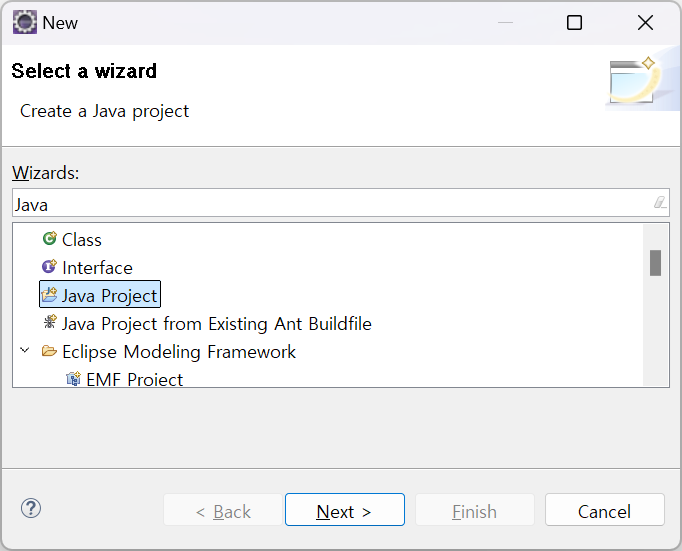 New
Select a wizard
Create a Java project
Wizards:
Java
Class
Interface
Java Project
Java Project from Existing Ant Buildfile
Eclipse Modeling Framework
EMF Project
?
< Back
Next >
Finish
Cancel